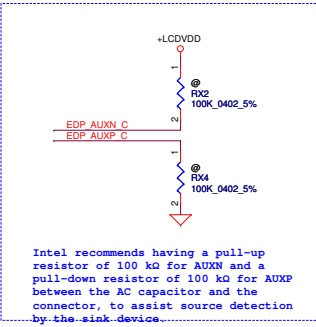 +LCDVDD
1
@
RX2
100K_0402_5%
2
EDP_AUXN_C
EDP_AUXP_C
1
@
RX4
100K_0402_5%
2
Intel recommends having a pull-up
resistor of 100 kΩ for AUXN and a
pull-down resistor of 100 kΩ for AUXP
between the AC capacitor and the
connector, to assist source detection
by the sink device.